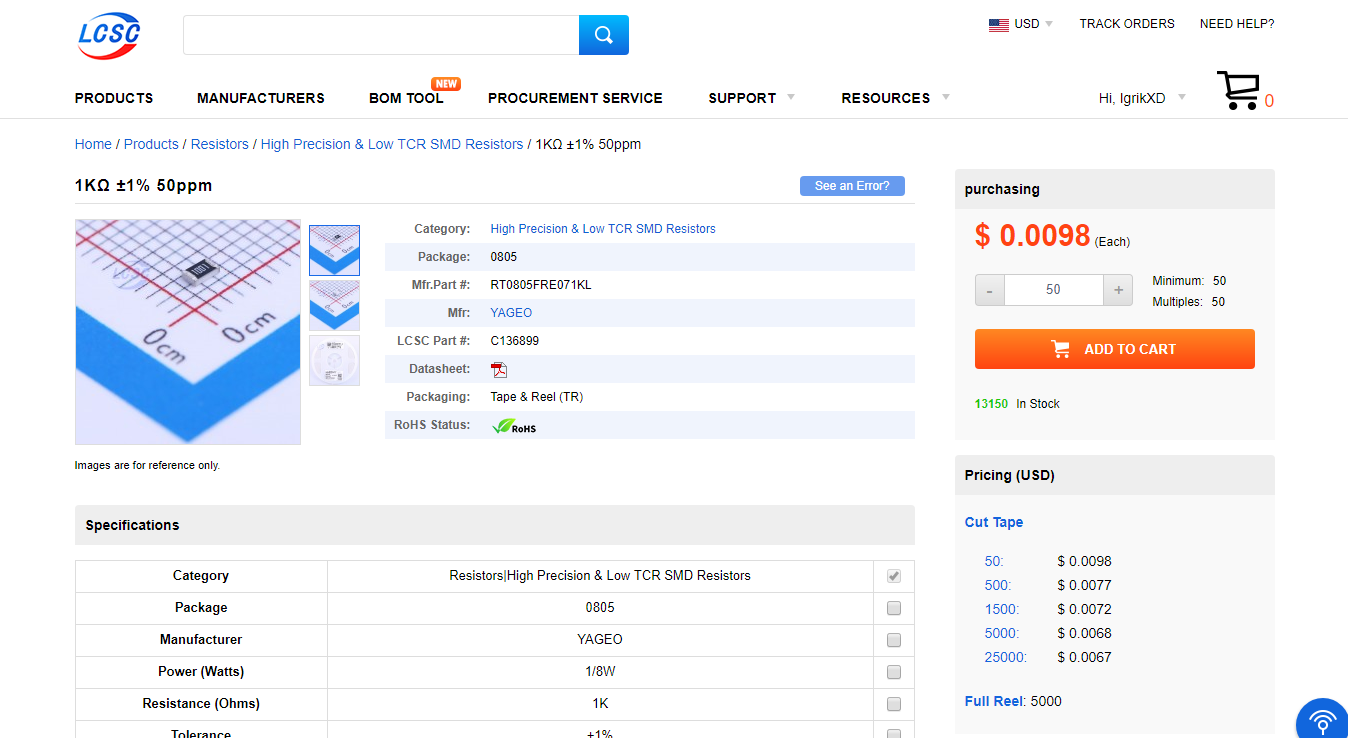 LCSC
USD
TRACK ORDERS
NEED HELP?
PRODUCTS
MANUFACTURERS
BOM TOOL
NEW
PROCUREMENT SERVICE
SUPPORT
RESOURCES
Hi, IgrikXD
0
Home / Products / Resistors / High Precision & Low TCR SMD Resistors / 1KΩ ±1% 50ppm
1KΩ ±1% 50ppm
See an Error?
1001
0cm
0cm
Images are for reference only.
Category: High Precision & Low TCR SMD Resistors
Package: 0805
Mfr.Part #: RT0805FRE071KL
Mfr: YAGEO
LCSC Part #: C136899
Datasheet:
Packaging: Tape & Reel (TR)
RoHS Status: RoHS
purchasing
$ 0.0098 (Each)
- 50 +
Minimum: 50
Multiples: 50
ADD TO CART
13150 In Stock
Pricing (USD)
Cut Tape
50: $ 0.0098
500: $ 0.0077
1500: $ 0.0072
5000: $ 0.0068
25000: $ 0.0067
Full Reel: 5000
Specifications
Category Resistors|High Precision & Low TCR SMD Resistors
Package 0805
Manufacturer YAGEO
Power (Watts) 1/8W
Resistance (Ohms) 1K
Tolerance ±1%